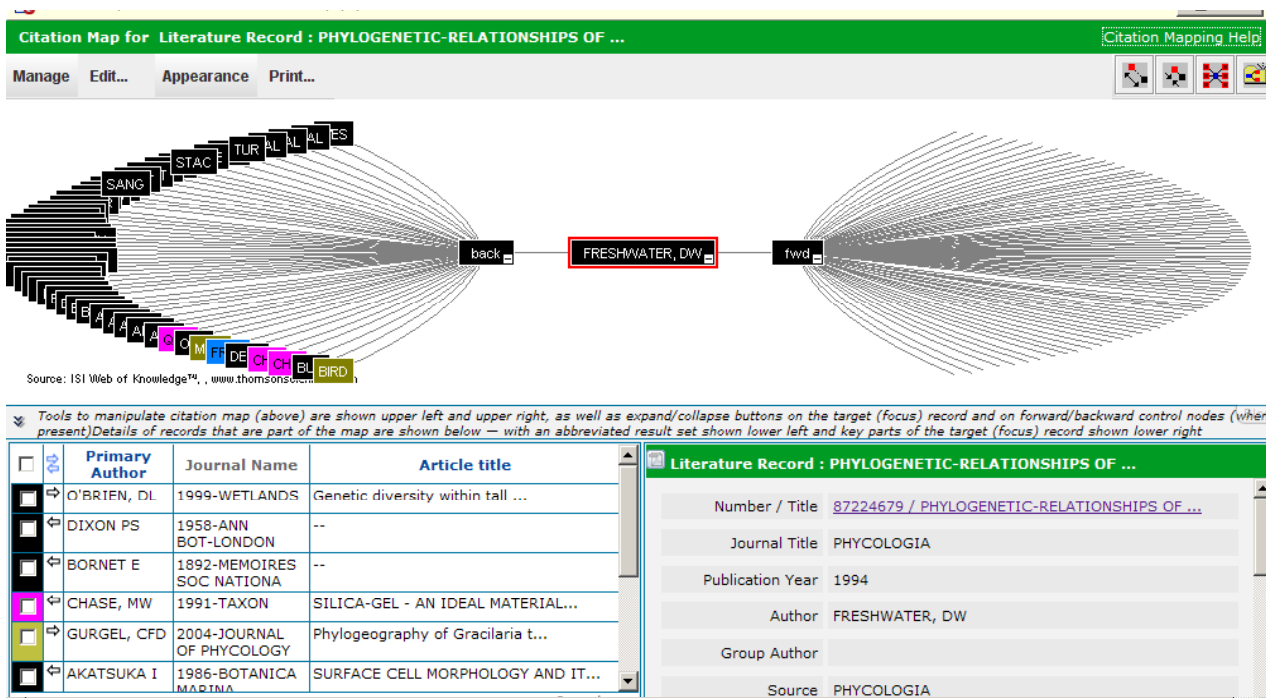 Citation Map for Literature Record : PHYLOGENETIC-RELATIONSHIPS OF ... Citation Mapping Help
Manage Edit... Appearance Print...
ES
AL
AL
AL
TUR
STAC
SANG
back FRESHWATER, DW fwd
BIRD
BL
CH
CH
DE
FF
M
O
Q
Source: ISI Web of Knowledge™, , www.thomsonscien
Tools to manipulate citation map (above) are shown upper left and upper right, as well as expand/collapse buttons on the target (focus) record and on forward/backward control nodes (when
present)Details of records that are part of the map are shown below — with an abbreviated result set shown lower left and key parts of the target (focus) record shown lower right
Primary Author Journal Name Article title
O'BRIEN, DL 1999-WETLANDS Genetic diversity within tall ...
DIXON PS 1958-ANN BOT-LONDON --
BORNET E 1892-MEMOIRES SOC NATIONA --
CHASE, MW 1991-TAXON SILICA-GEL - AN IDEAL MATERIAL...
GURGEL, CFD 2004-JOURNAL OF PHYCOLOGY Phylogeography of Gracilaria t...
AKATSUKA I 1986-BOTANICA MARINA SURFACE CELL MORPHOLOGY AND IT...
Literature Record : PHYLOGENETIC-RELATIONSHIPS OF ...
Number / Title 87224679 / PHYLOGENETIC-RELATIONSHIPS OF ...
Journal Title PHYCOLOGIA
Publication Year 1994
Author FRESHWATER, DW
Group Author
Source PHYCOLOGIA